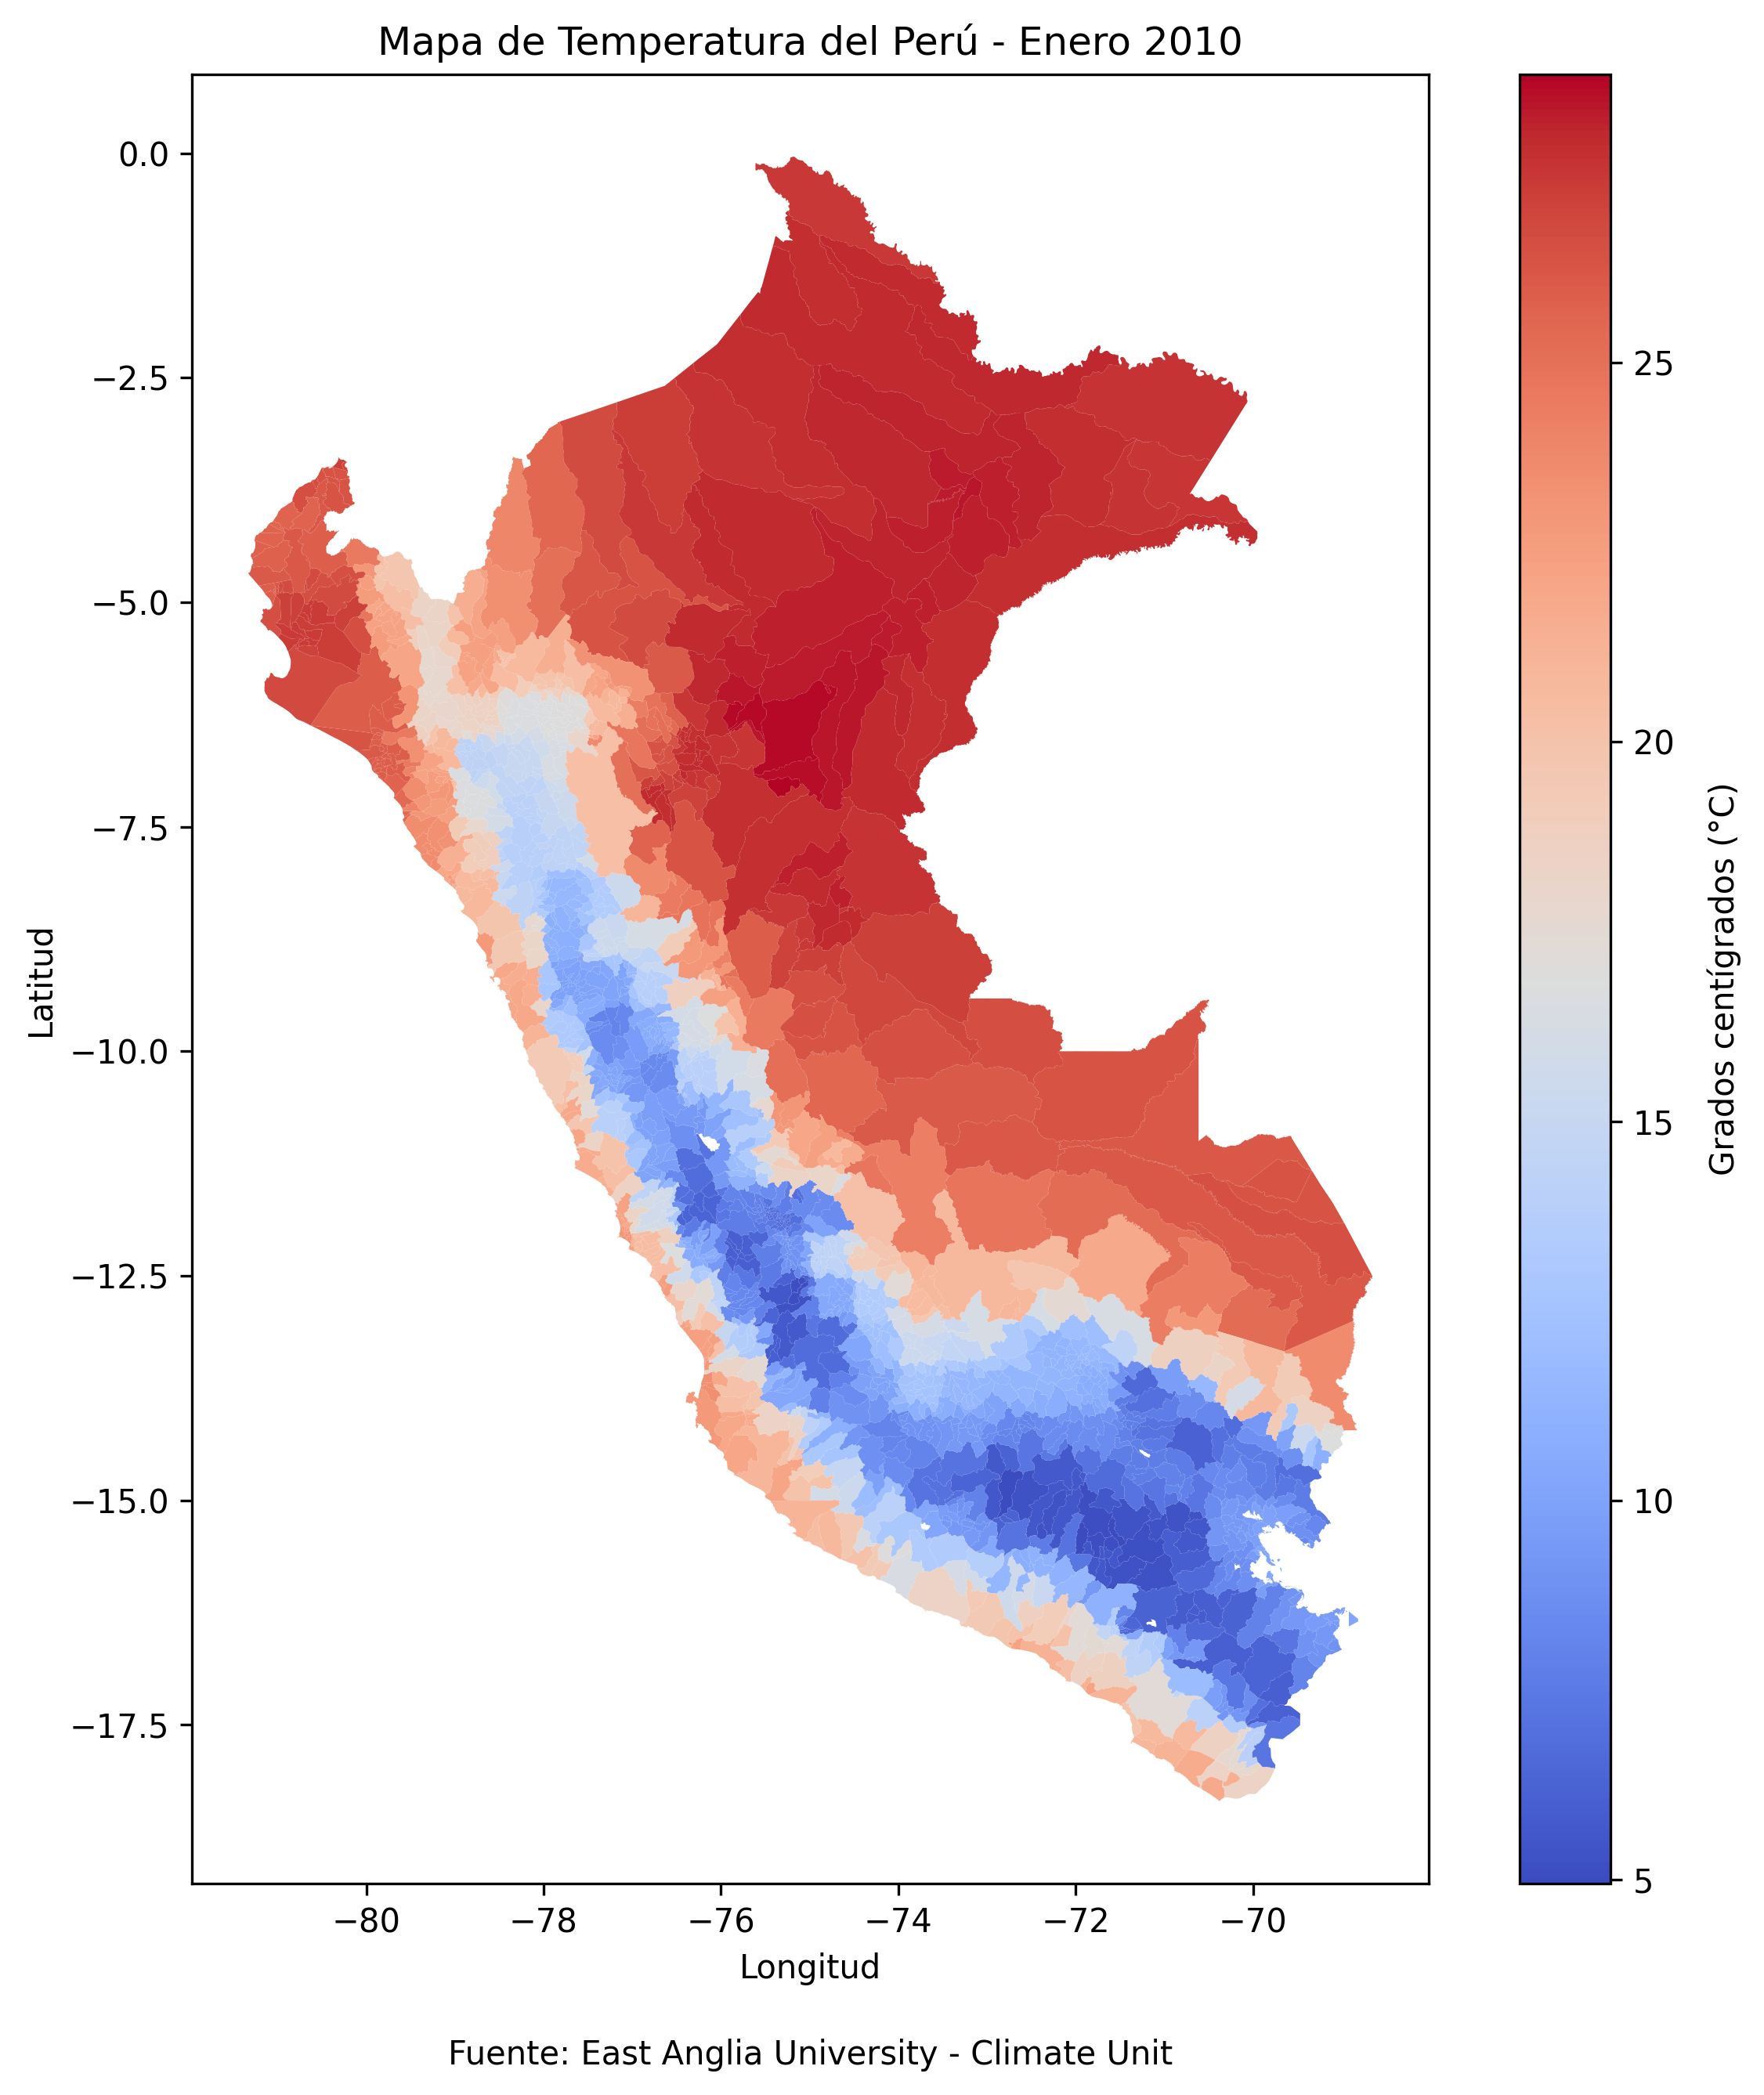 Mapa de Temperatura del Perú - Enero 2010
0.0
−2.5
−5.0
−7.5
−10.0
−12.5
−15.0
−17.5
Latitud
−80 −78 −76 −74 −72 −70
Longitud
25
20
15
10
5
Grados centígrados (°C)
Fuente: East Anglia University - Climate Unit